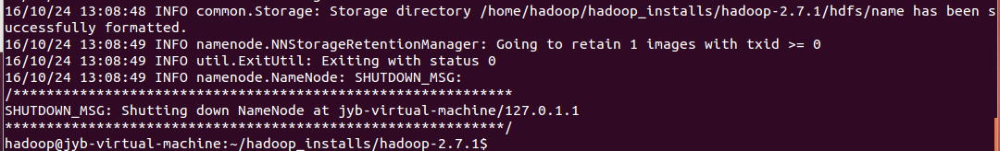 16/10/24 13:08:48 INFO common.Storage: Storage directory /home/hadoop/hadoop_installs/hadoop-2.7.1/hdfs/name has been s
uccessfully formatted.
16/10/24 13:08:49 INFO namenode.NNStorageRetentionManager: Going to retain 1 images with txid >= 0
16/10/24 13:08:49 INFO util.ExitUtil: Exiting with status 0
16/10/24 13:08:49 INFO namenode.NameNode: SHUTDOWN_MSG:
/************************************************************
SHUTDOWN_MSG: Shutting down NameNode at jyb-virtual-machine/127.0.1.1
************************************************************/
hadoop@jyb-virtual-machine:~/hadoop_installs/hadoop-2.7.1$